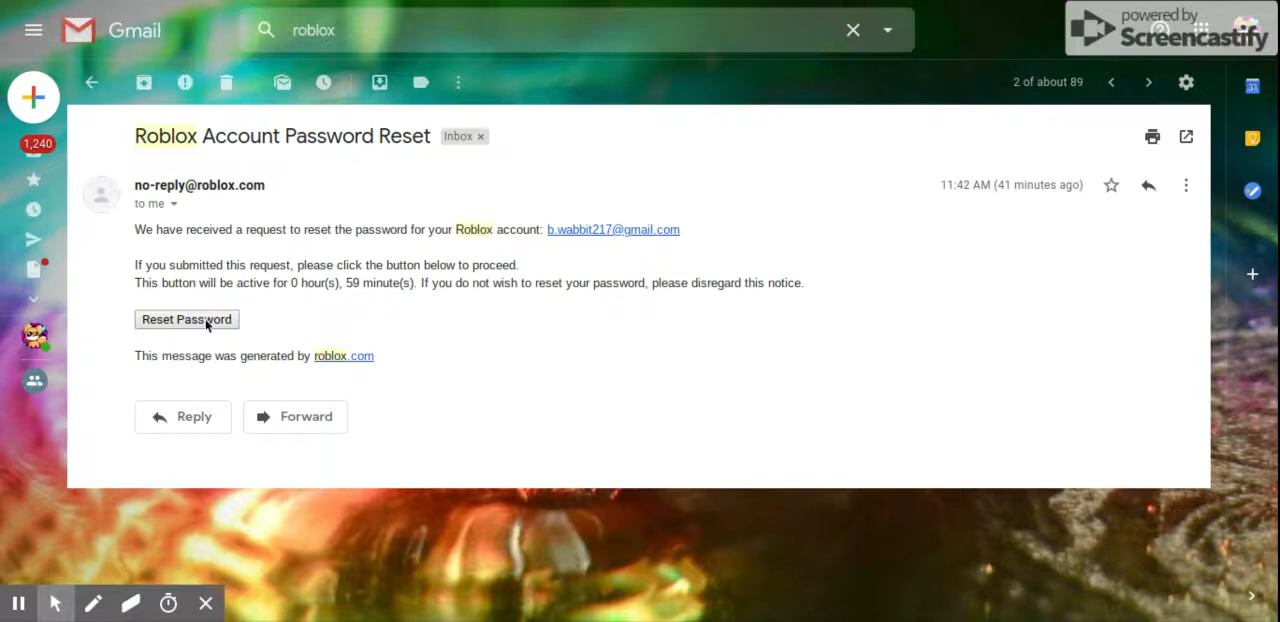 Gmail
roblox
powered by
Screencastify
2 of about 89
31
1,240
Roblox Account Password Reset
Inbox ×
no-reply@roblox.com
11:42 AM (41 minutes ago)
to me
We have received a request to reset the password for your Roblox account: b.wabbit217@gmail.com
If you submitted this request, please click the button below to proceed.
This button will be active for 0 hour(s), 59 minute(s). If you do not wish to reset your password, please disregard this notice.
Reset Password
This message was generated by roblox.com
Reply
Forward